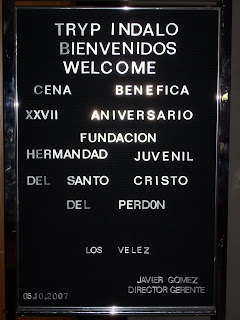 TRYP INDALO
BIENVENIDOS
WELCOME
CENA BENEFICA
XXVII ANIVERSARIO
FUNDACION
HERMANDAD JUVENIL
DEL SANTO CRISTO
DEL PERDON
LOS VELEZ
JAVIER GOMEZ
DIRECTOR GERENTE
05.10.2007